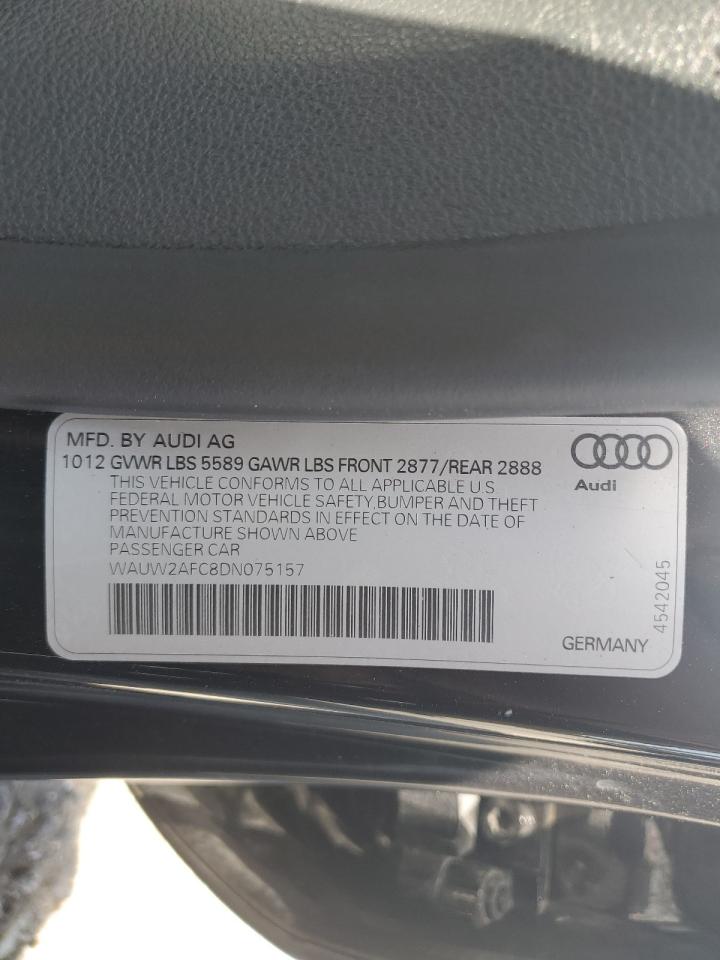 MFD. BY AUDI AG
1012 GVWR LBS 5589 GAWR LBS FRONT 2877/REAR 2888
THIS VEHICLE CONFORMS TO ALL APPLICABLE U.S.
FEDERAL MOTOR VEHICLE SAFETY,BUMPER AND THEFT
PREVENTION STANDARDS IN EFFECT ON THE DATE OF
MANUFACTURE SHOWN ABOVE
PASSENGER CAR
WAUW2AFC8DN075157
Audi
4542045
GERMANY